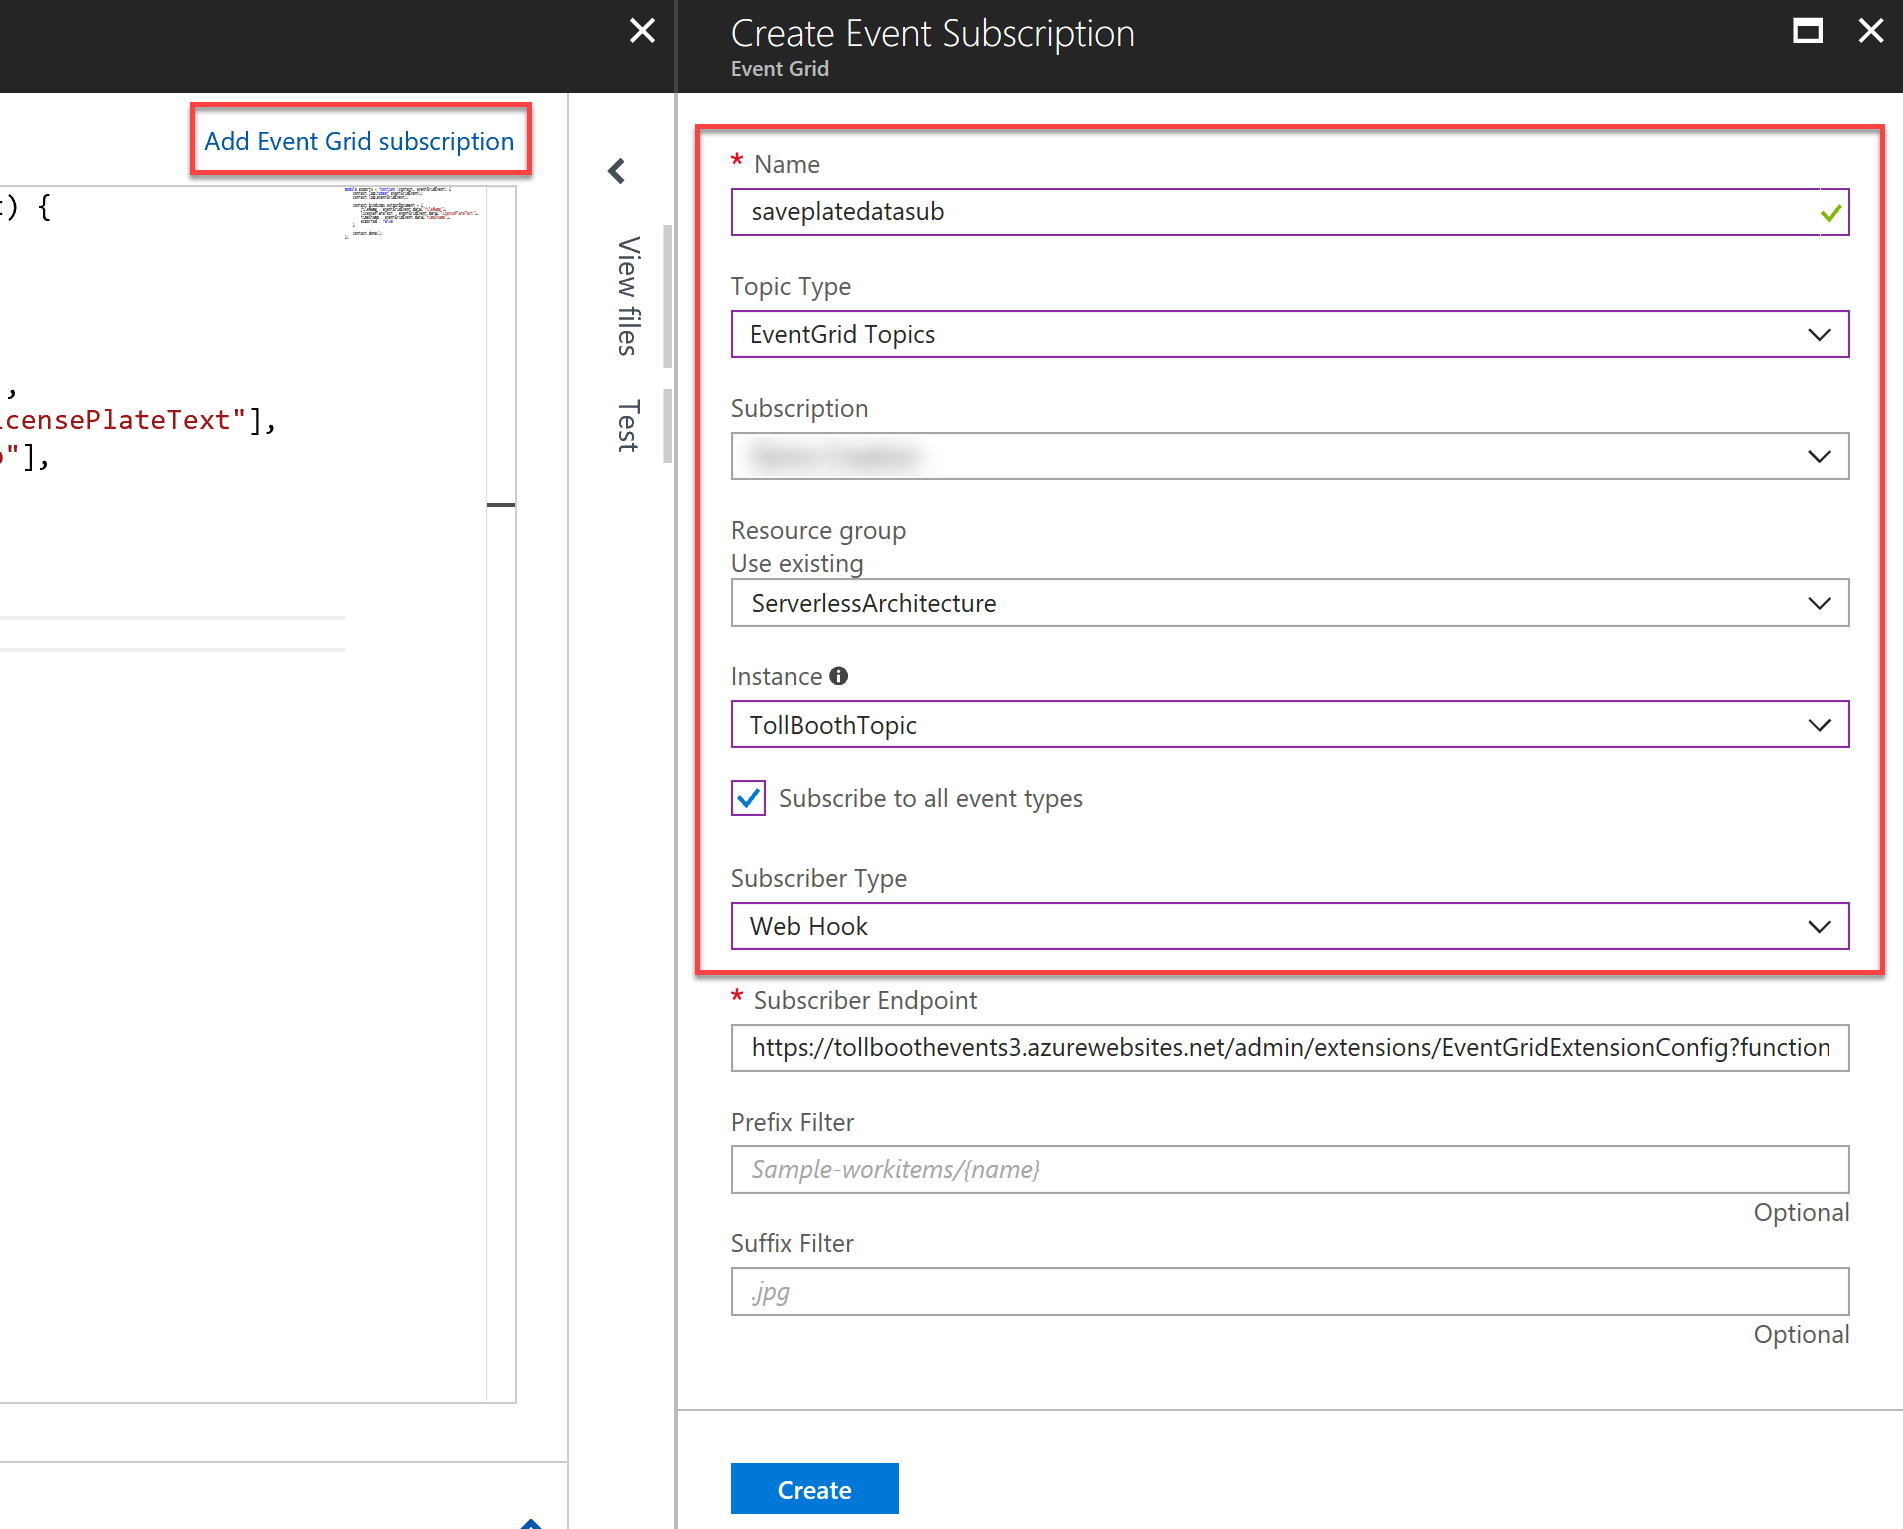 Create Event Subscription
Event Grid
Add Event Grid subscription
) {
,
censePlateText"],
"],
View files
Test
* Name
saveplatedatasub
Topic Type
EventGrid Topics
Subscription
Resource group
Use existing
ServerlessArchitecture
Instance
TollBoothTopic
Subscribe to all event types
Subscriber Type
Web Hook
* Subscriber Endpoint
https://tollboothevents3.azurewebsites.net/admin/extensions/EventGridExtensionConfig?function
Prefix Filter
Sample-workitems/{name}
Optional
Suffix Filter
.jpg
Optional
Create